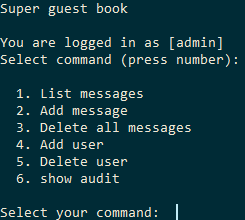 Super guest book
You are logged in as [admin]
Select command (press number):
1. List messages
2. Add message
3. Delete all messages
4. Add user
5. Delete user
6. show audit
Select your command: